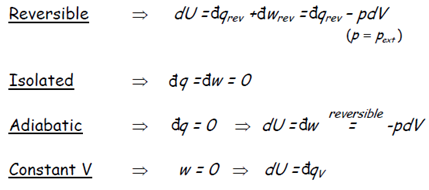 Reversible ⇒ dU = đq_rev + đw_rev = đq_rev – pdV
(p = p_ext)
Isolated ⇒ đq = đw = 0
reversible
Adiabatic ⇒ đq = 0 ⇒ dU = đw = -pdV
Constant V ⇒ w = 0 ⇒ dU = đq_V